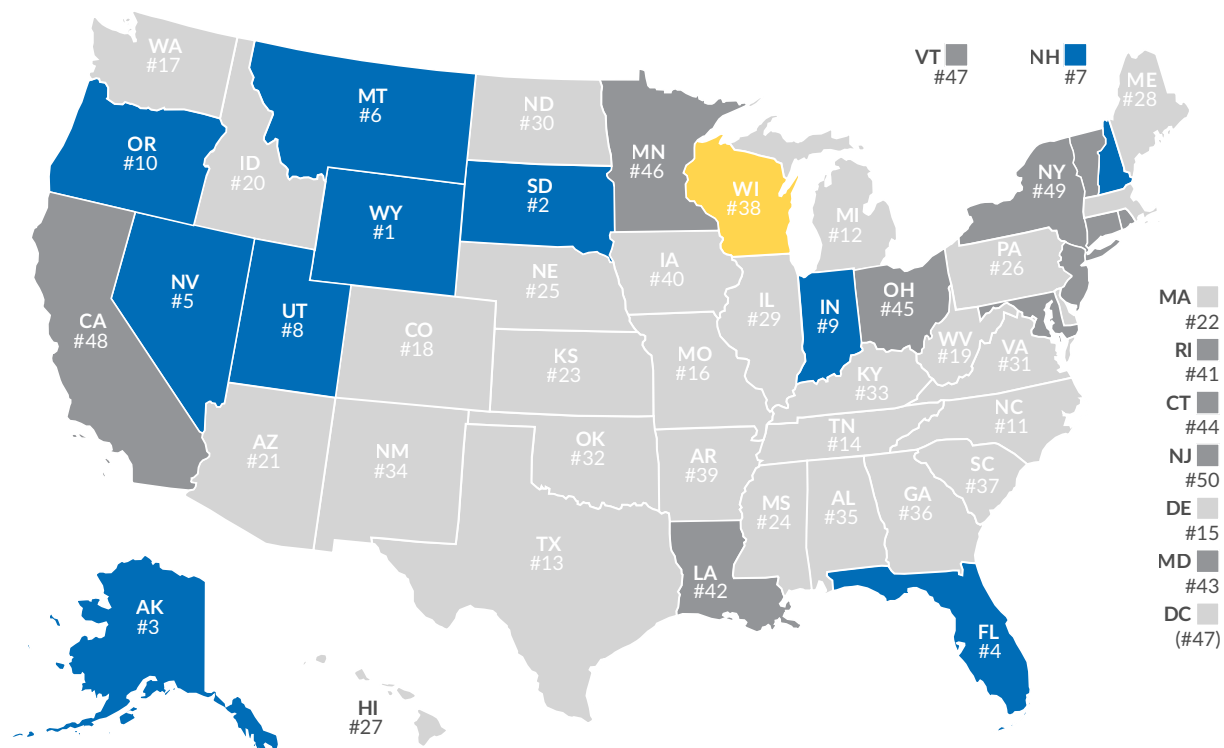 WA
#17
MT
#6
ND
#30
MN
#46
VT
#47
NH
#7
ME
#28
OR
#10
ID
#20
SD
#2
WI
#38
MI
#12
NY
#49
WY
#1
NV
#5
UT
#8
CA
#48
NE
#25
IA
#40
IL
#29
IN
#9
OH
#45
PA
#26
CO
#18
KS
#23
MO
#16
KY
#33
WV
#19
VA
#31
MA
#22
RI
#41
CT
#44
NJ
#50
DE
#15
MD
#43
DC
(#47)
AZ
#21
NM
#34
OK
#32
AR
#39
TN
#14
NC
#11
SC
#37
MS
#24
AL
#35
GA
#36
TX
#13
LA
#42
FL
#4
AK
#3
HI
#27